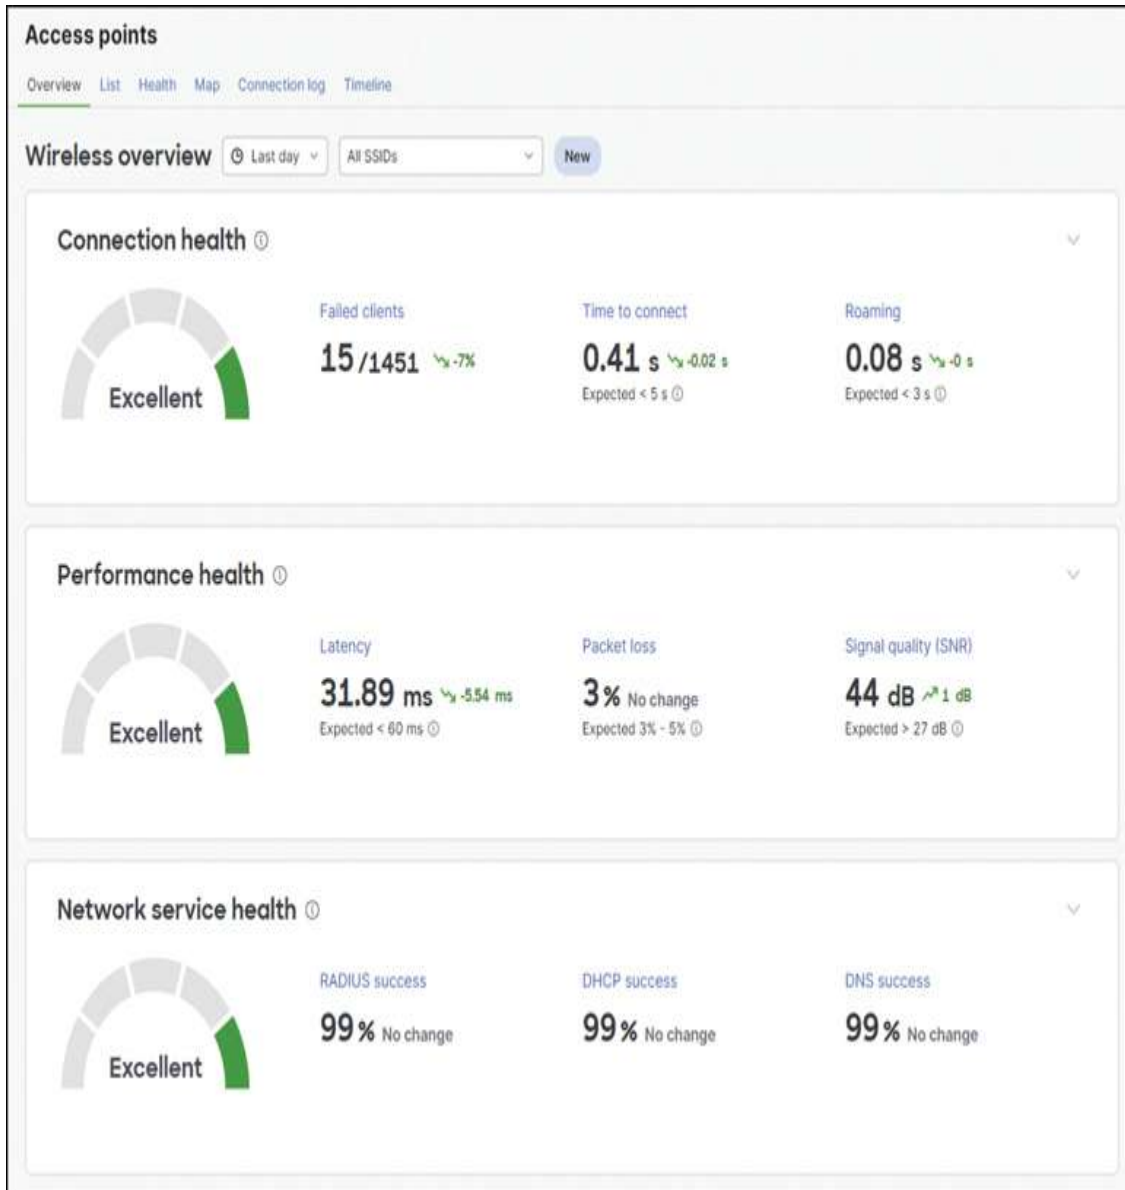 Access points
Overview List Health Map Connection log Timeline
Wireless overview Last day All SSIDs New
Connection health
Excellent
Failed clients
15 /1451 -7%
Time to connect
0.41 s -0.02 s
Expected < 5 s
Roaming
0.08 s -0 s
Expected < 3 s
Performance health
Excellent
Latency
31.89 ms -5.54 ms
Expected < 60 ms
Packet loss
3% No change
Expected 3% - 5%
Signal quality (SNR)
44 dB 1 dB
Expected > 27 dB
Network service health
Excellent
RADIUS success
99% No change
DHCP success
99% No change
DNS success
99% No change